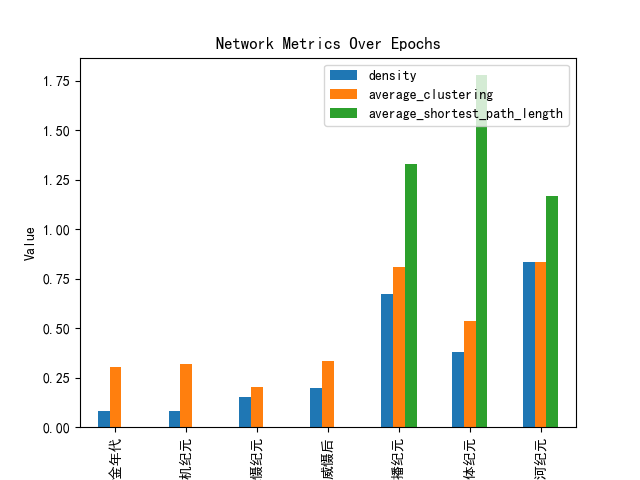 Network Metrics Over Epochs
density
average_clustering
average_shortest_path_length
Value
1.75
1.50
1.25
1.00
0.75
0.50
0.25
0.00
金年代
机纪元
慑纪元
威慑后
播纪元
体纪元
河纪元